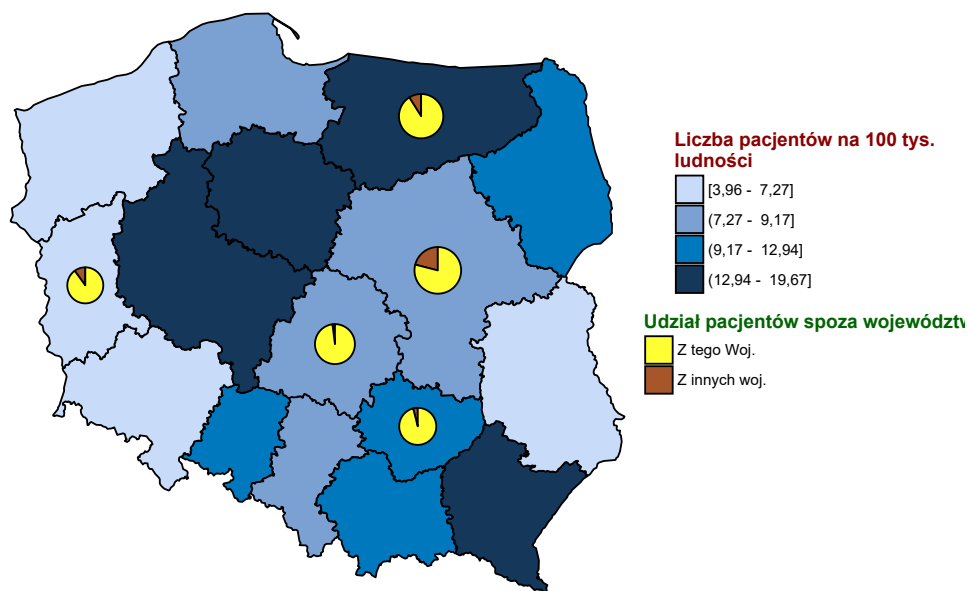 Liczba pacjentów na 100 tys.
ludności
[3,96 - 7,27]
(7,27 - 9,17]
(9,17 - 12,94]
(12,94 - 19,67]
Udział pacjentów spoza województw
Z tego Woj.
Z innych woj.